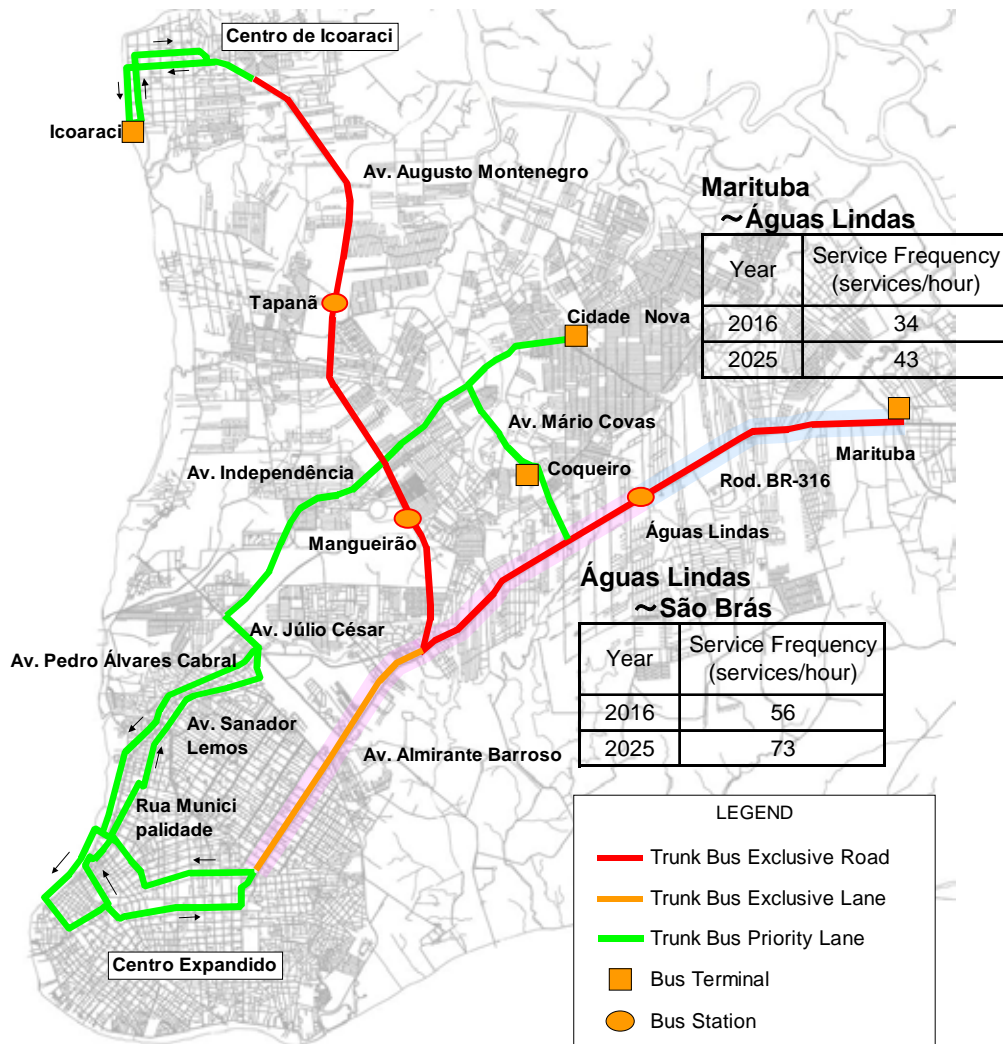 Centro de Icoaraci
Icoaraci
Av. Augusto Montenegro
Marituba
~Águas Lindas
Year Service Frequency
(services/hour)
2016 34
2025 43
Tapanã
Cidade Nova
Av. Mário Covas
Marituba
Av. Independência
Coqueiro
Rod. BR-316
Águas Lindas
Mangueirão
Águas Lindas
~São Brás
Year Service Frequency
(services/hour)
2016 56
2025 73
Av. Júlio César
Av. Pedro Álvares Cabral
Av. Sanador
Lemos
Av. Almirante Barroso
Rua Munici
palidade
Centro Expandido
LEGEND
Trunk Bus Exclusive Road
Trunk Bus Exclusive Lane
Trunk Bus Priority Lane
Bus Terminal
Bus Station